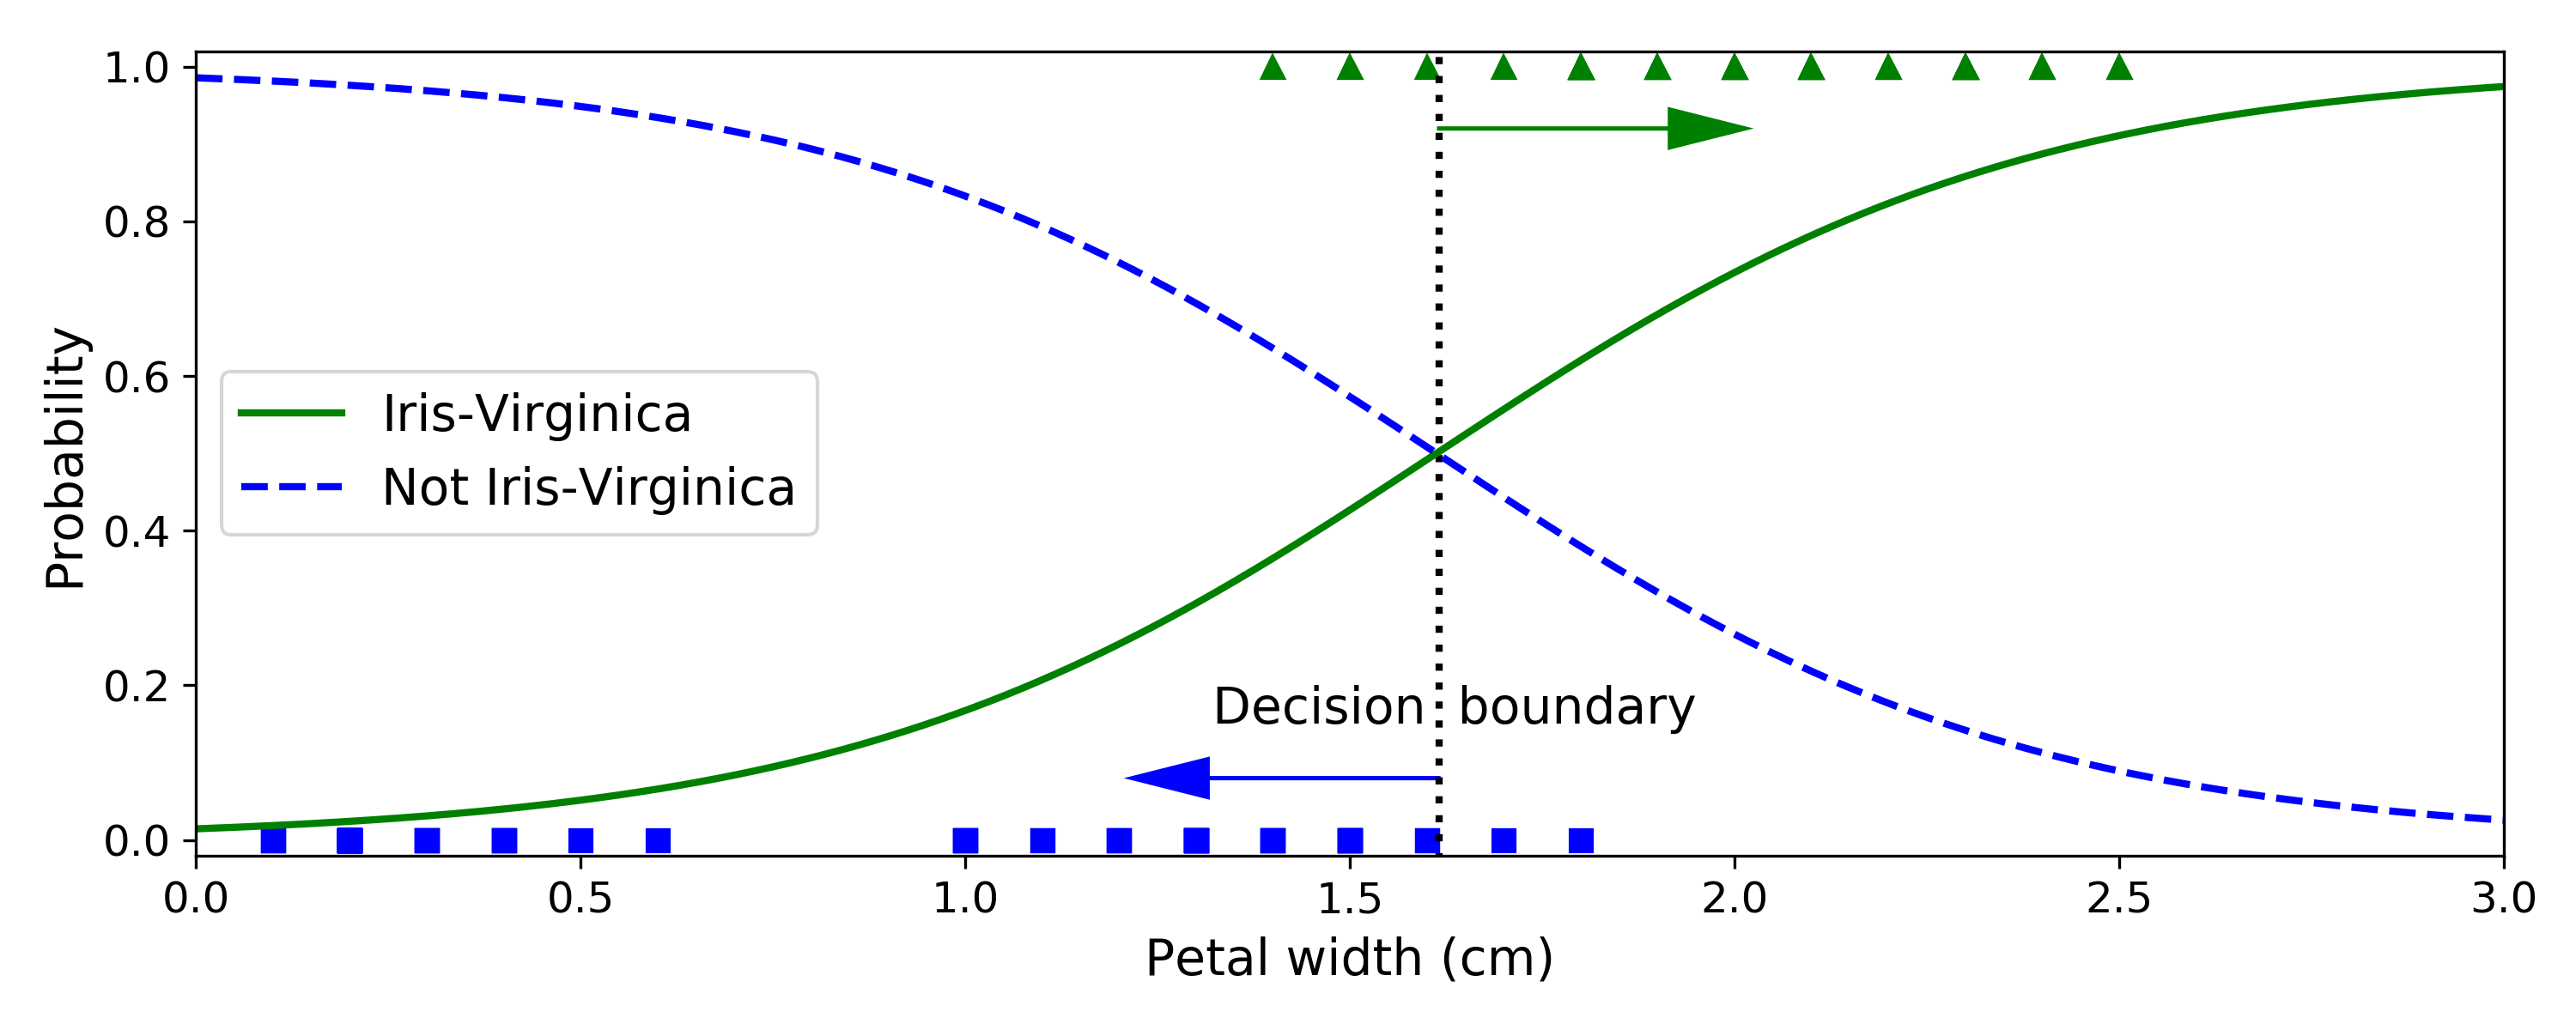 1.0
0.8
0.6
0.4
0.2
0.0
Probability
Iris-Virginica
Not Iris-Virginica
Decision boundary
0.0 0.5 1.0 1.5 2.0 2.5 3.0
Petal width (cm)